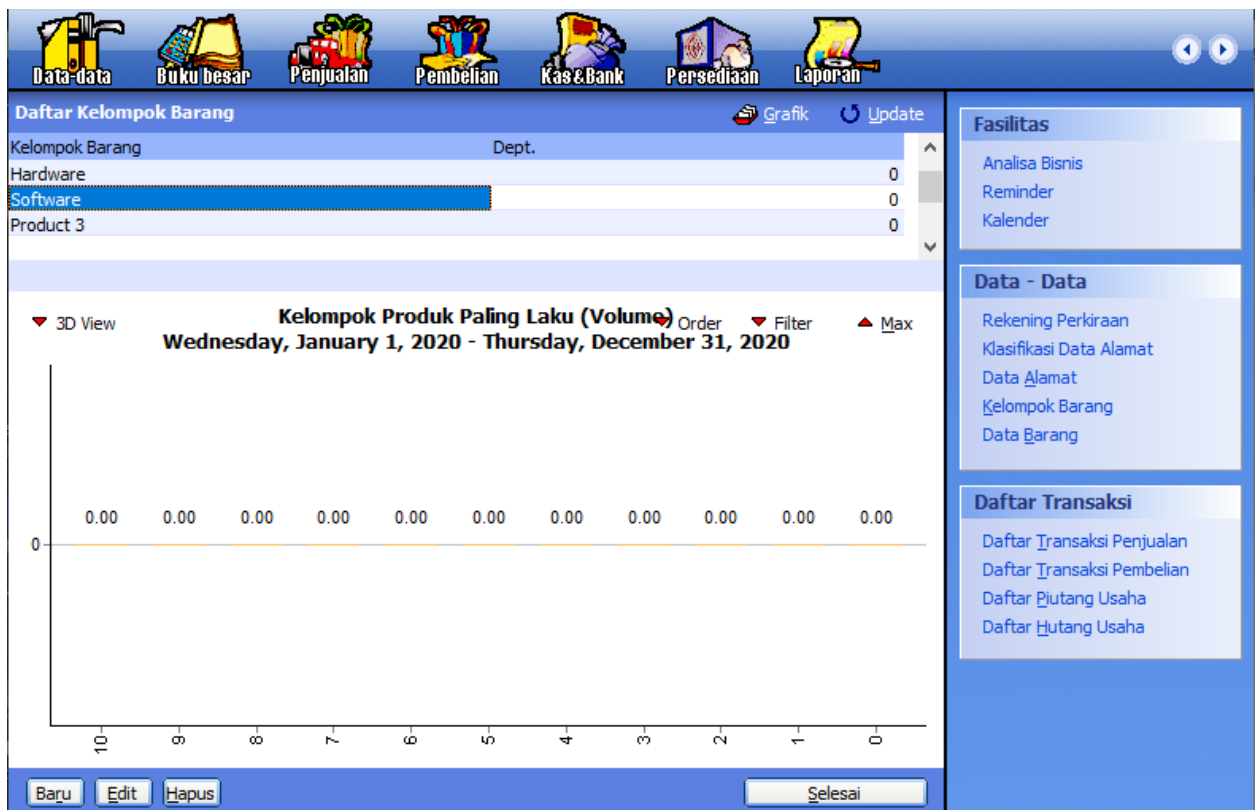 Data-data Buku besar Penjualan Pembelian Kas&Bank Persediaan Laporan
Daftar Kelompok Barang Grafik Update
Kelompok Barang Dept.
Hardware 0
Software 0
Product 3 0
3D View Order Filter Max
Kelompok Produk Paling Laku (Volume)
Wednesday, January 1, 2020 - Thursday, December 31, 2020
0.00 0.00 0.00 0.00 0.00 0.00 0.00 0.00 0.00 0.00 0.00
0
10 9 8 7 6 5 4 3 2 1 0
Baru Edit Hapus Selesai
Fasilitas
Analisa Bisnis
Reminder
Kalender
Data - Data
Rekening Perkiraan
Klasifikasi Data Alamat
Data Alamat
Kelompok Barang
Data Barang
Daftar Transaksi
Daftar Transaksi Penjualan
Daftar Transaksi Pembelian
Daftar Piutang Usaha
Daftar Hutang Usaha